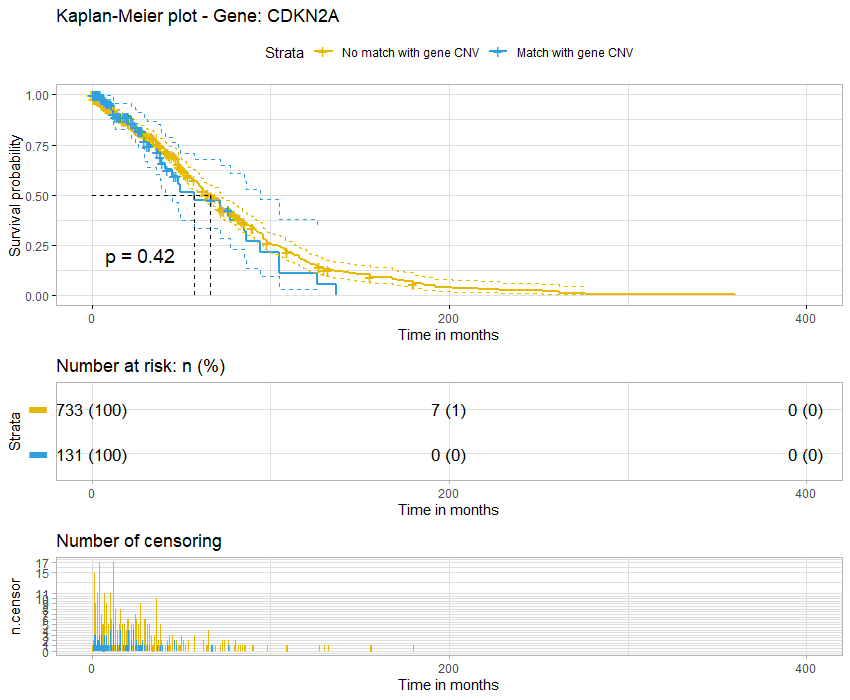 Kaplan-Meier plot - Gene: CDKN2A
Strata No match with gene CNV Match with gene CNV
Survival probability
1.00
0.75
0.50
0.25
0.00
p = 0.42
0 200 400
Time in months
Number at risk: n (%)
Strata
733 (100) 7 (1) 0 (0)
131 (100) 0 (0) 0 (0)
0 200 400
Time in months
Number of censoring
n.censor
17
15
11
0
0 200 400
Time in months